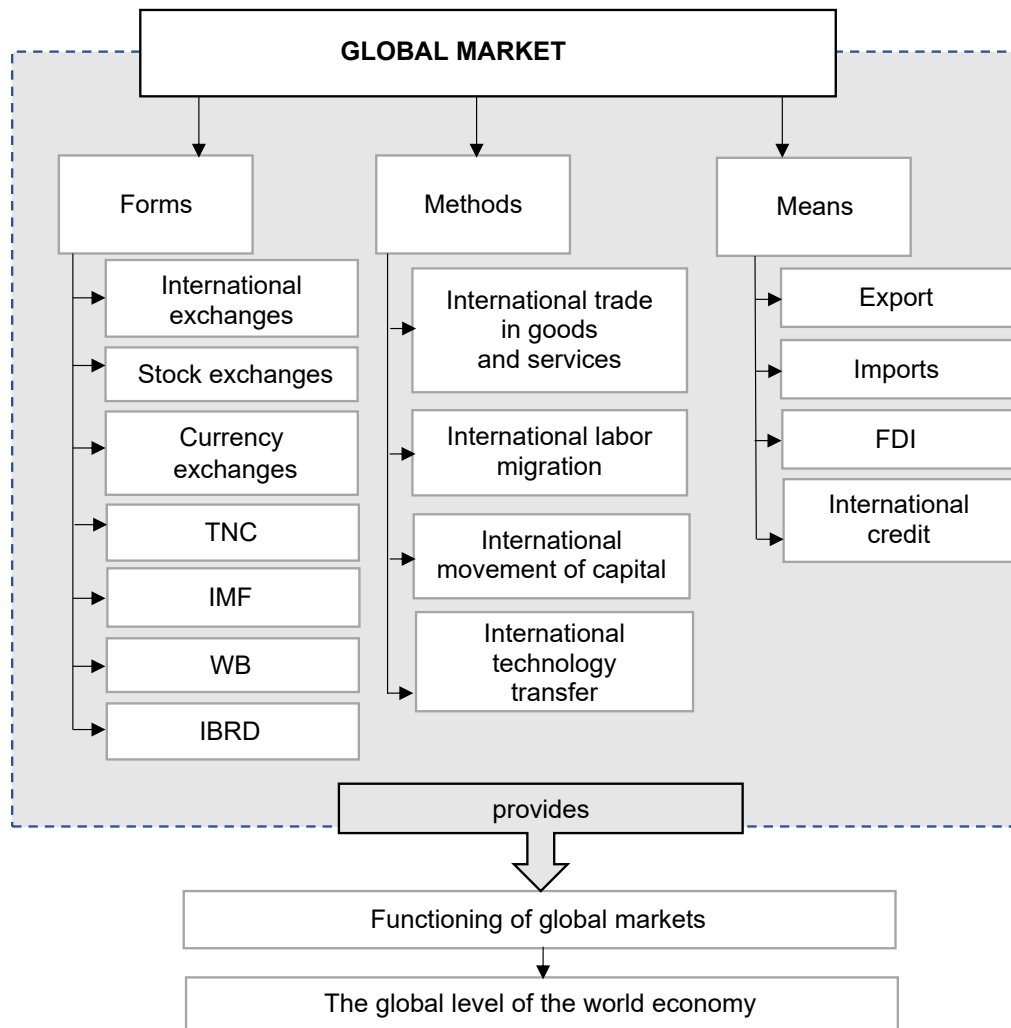 GLOBAL MARKET
Forms
International
exchanges
Stock exchanges
Currency
exchanges
TNC
IMF
WB
IBRD
Methods
International trade
in goods
and services
International labor
migration
International
movement of capital
International
technology
transfer
Means
Export
Imports
FDI
International
credit
provides
Functioning of global markets
The global level of the world economy